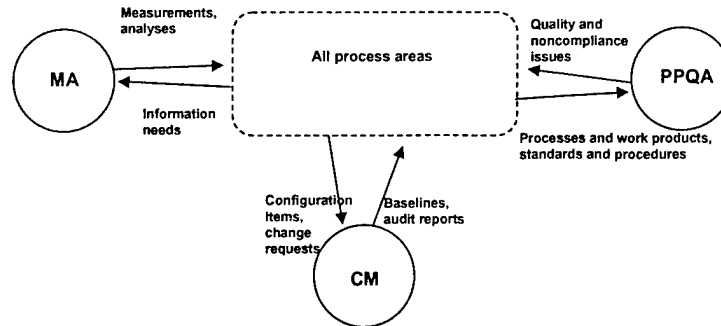 Measurements,
analyses
MA
Information
needs
All process areas
Quality and
noncompliance
issues
PPQA
Processes and work products,
standards and procedures
Configuration
Items,
change
requests
Baselines,
audit reports
CM